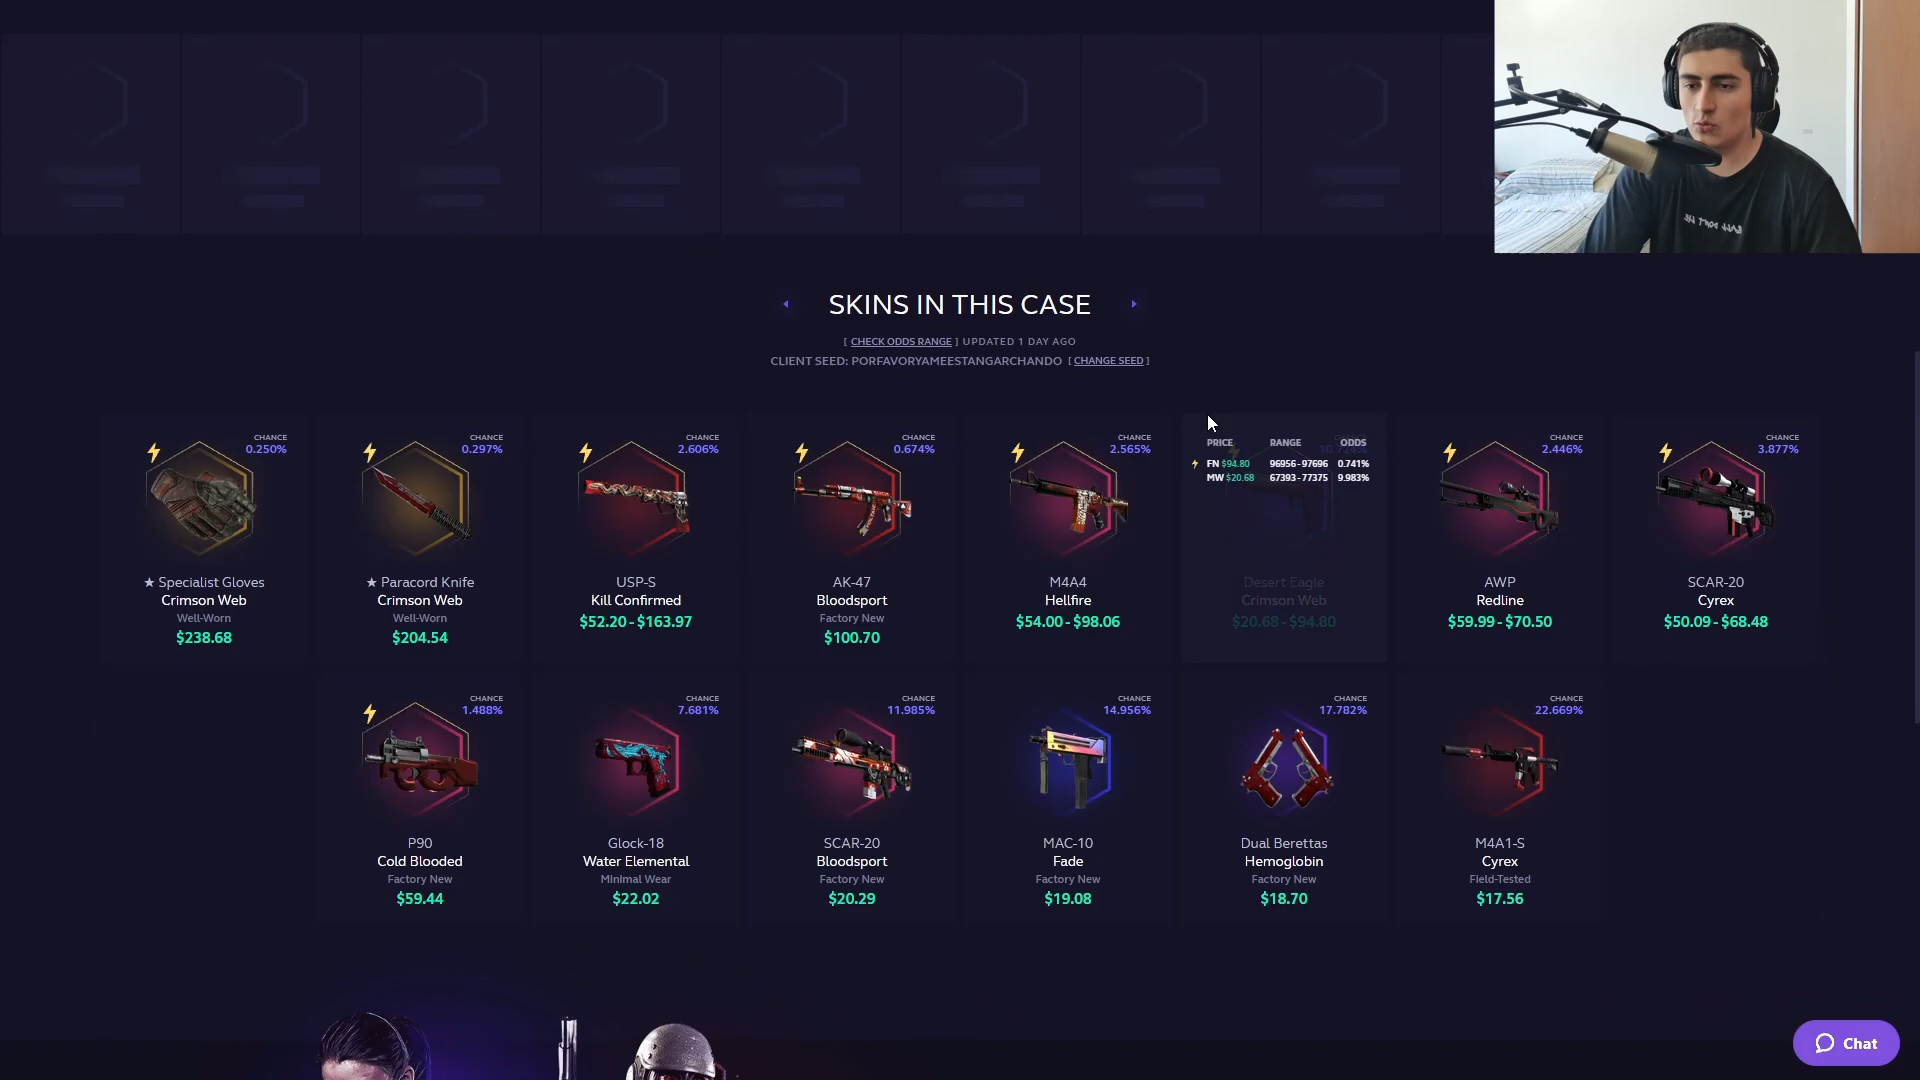 SKINS IN THIS CASE
[ CHECK ODDS RANGE ] UPDATED 1 DAY AGO
CLIENT SEED: PORFAVORYAMEESTANGARCHANDO [ CHANGE SEED ]
CHANCE
0.250%
★ Specialist Gloves
Crimson Web
Well-Worn
$238.68
CHANCE
0.297%
★ Paracord Knife
Crimson Web
Well-Worn
$204.54
CHANCE
2.606%
USP-S
Kill Confirmed
$52.20 - $163.97
CHANCE
0.674%
AK-47
Bloodsport
Factory New
$100.70
CHANCE
2.565%
M4A4
Hellfire
$54.00 - $98.06
PRICE RANGE ODDS
FN $94.80 96956 - 97696 0.741%
MW $20.68 67393 - 77375 9.983%
Desert Eagle
Crimson Web
$20.68 - $94.80
CHANCE
2.446%
AWP
Redline
$59.99 - $70.50
CHANCE
3.877%
SCAR-20
Cyrex
$50.09 - $68.48
CHANCE
1.488%
P90
Cold Blooded
Factory New
$59.44
CHANCE
7.681%
Glock-18
Water Elemental
Minimal Wear
$22.02
CHANCE
11.985%
SCAR-20
Bloodsport
Factory New
$20.29
CHANCE
14.956%
MAC-10
Fade
Factory New
$19.08
CHANCE
17.782%
Dual Berettas
Hemoglobin
Factory New
$18.70
CHANCE
22.669%
M4A1-S
Cyrex
Field-Tested
$17.56
Chat